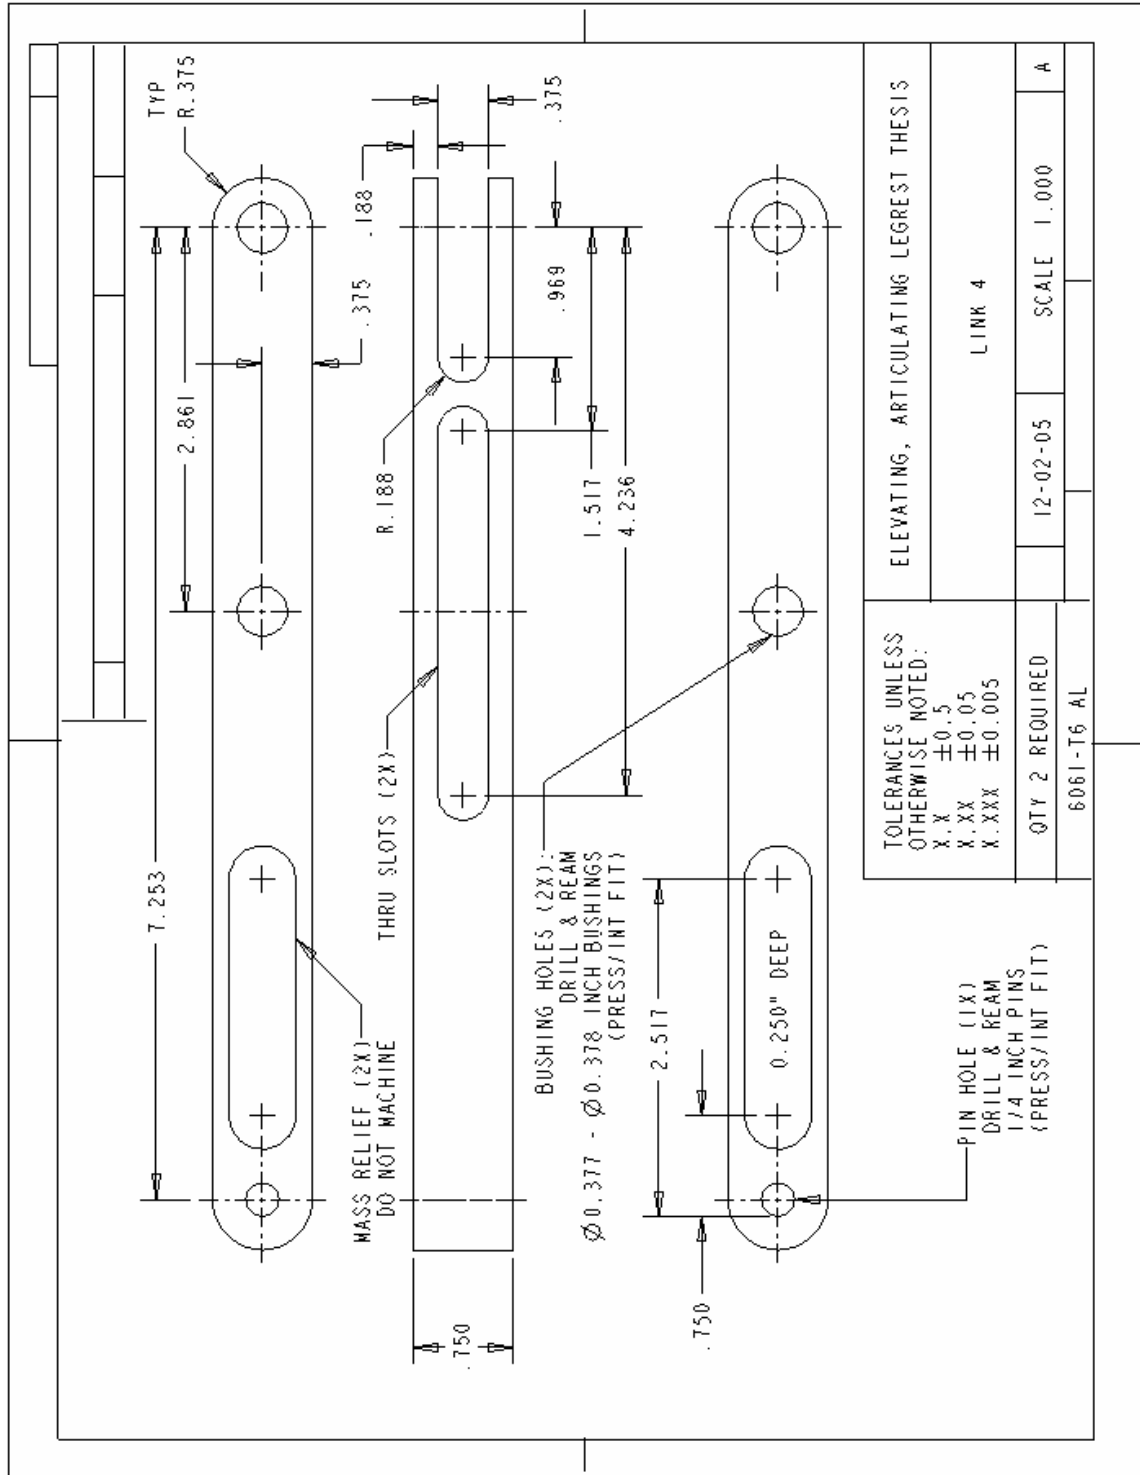 TYP
R.375
7.253
2.861
.375
.188
.375
MASS RELIEF (2X)
DO NOT MACHINE
THRU SLOTS (2X)
R.188
.969
1.517
4.236
.750
BUSHING HOLES (2X):
DRILL & REAM
Ø0.377 - Ø0.378 INCH BUSHINGS
(PRESS/INT FIT)
2.517
.750
0.250" DEEP
PIN HOLE (1X)
DRILL & REAM
1/4 INCH PINS
(PRESS/INT FIT)
TOLERANCES UNLESS
OTHERWISE NOTED:
X.X ±0.5
X.XX ±0.05
X.XXX ±0.005
QTY 2 REQUIRED
6061-T6 AL
ELEVATING, ARTICULATING LEGREST THESIS
LINK 4
12-02-05
SCALE 1.000
A